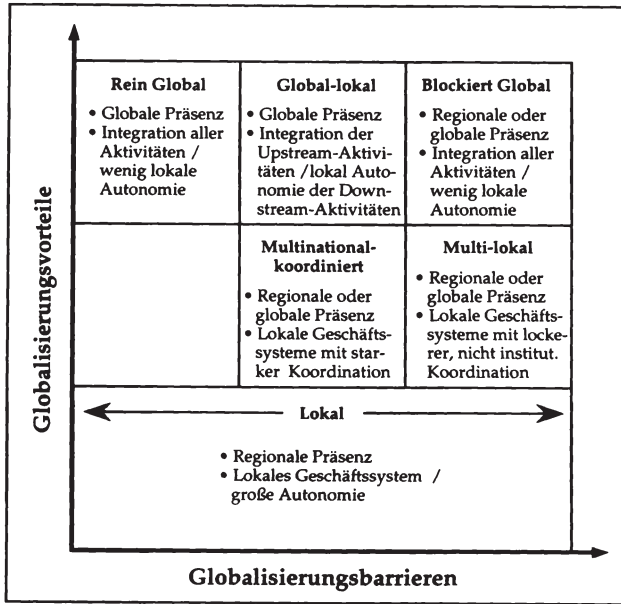 Globalisierungsvorteile
Rein Global
• Globale Präsenz
• Integration aller
Aktivitäten /
wenig lokale
Autonomie
Global-lokal
• Globale Präsenz
• Integration der
Upstream-Aktivi-
täten / lokal Auto-
nomie der Down-
stream-Aktivitäten
Blockiert Global
• Regionale oder
globale Präsenz
• Integration aller
Aktivitäten /
wenig lokale
Autonomie
Multinational-
koordiniert
• Regionale oder
globale Präsenz
• Lokale Geschäfts-
systeme mit star-
ker Koordination
Multi-lokal
• Regionale oder
globale Präsenz
• Lokale Geschäfts-
systeme mit locke-
rer, nicht institut.
Koordination
Lokal
• Regionale Präsenz
• Lokales Geschäftssystem /
große Autonomie
Globalisierungsbarrieren